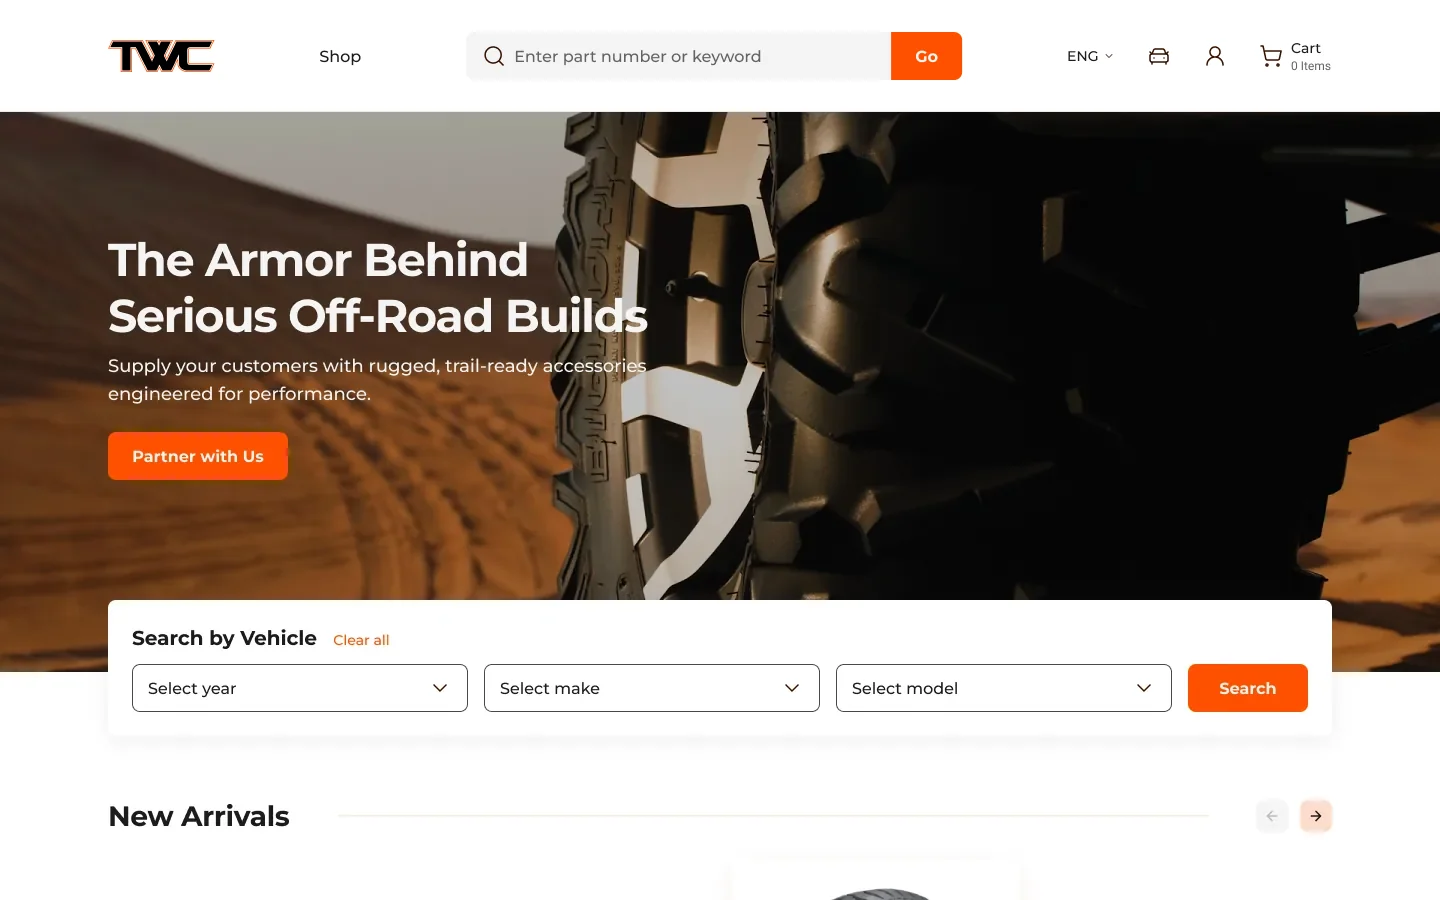 TWC
Shop
Enter part number or keyword
Go
ENG
Cart
0 Items
The Armor Behind
Serious Off-Road Builds
Supply your customers with rugged, trail-ready accessories
engineered for performance.
Partner with Us
Search by Vehicle
Clear all
Select year
Select make
Select model
Search
New Arrivals